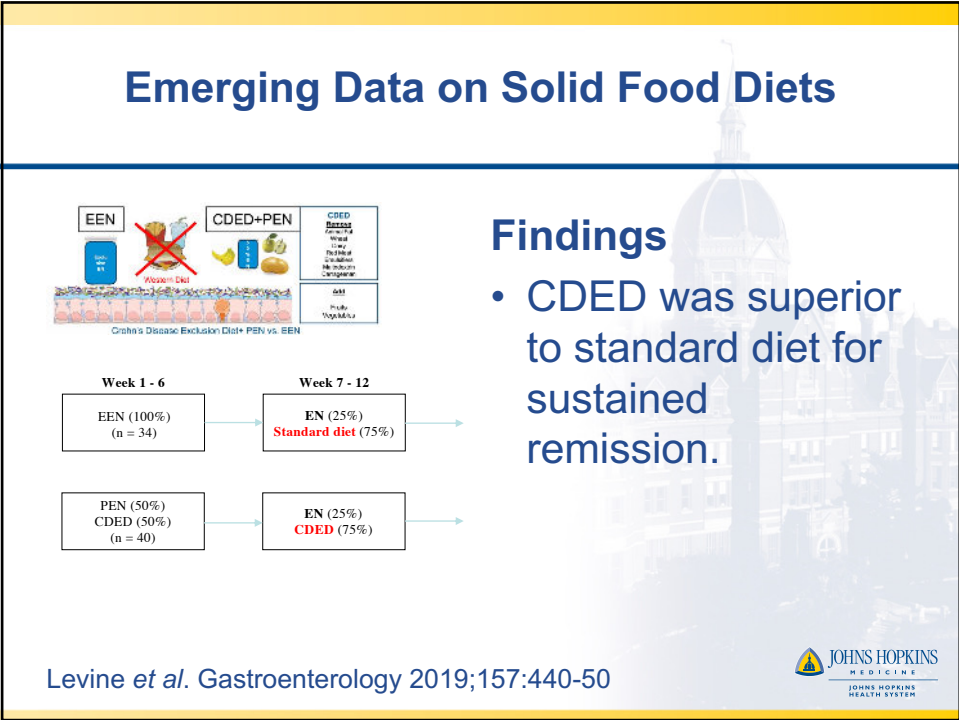 Emerging Data on Solid Food Diets
EEN
CDED+PEN
Western Diet
CDED
Remove
Animal Fat
Wheat
Dairy
Red Meat
Emulsifiers
Maltodextrin
Carrageenan
Add
Fruits
Vegetables
Crohn's Disease Exclusion Diet+ PEN vs. EEN
Findings
• CDED was superior
to standard diet for
sustained
remission.
Week 1 - 6
Week 7 - 12
EEN (100%)
(n = 34)
EN (25%)
Standard diet (75%)
PEN (50%)
CDED (50%)
(n = 40)
EN (25%)
CDED (75%)
Levine et al. Gastroenterology 2019;157:440-50
JOHNS HOPKINS
MEDICINE
JOHNS HOPKINS
HEALTH SYSTEM